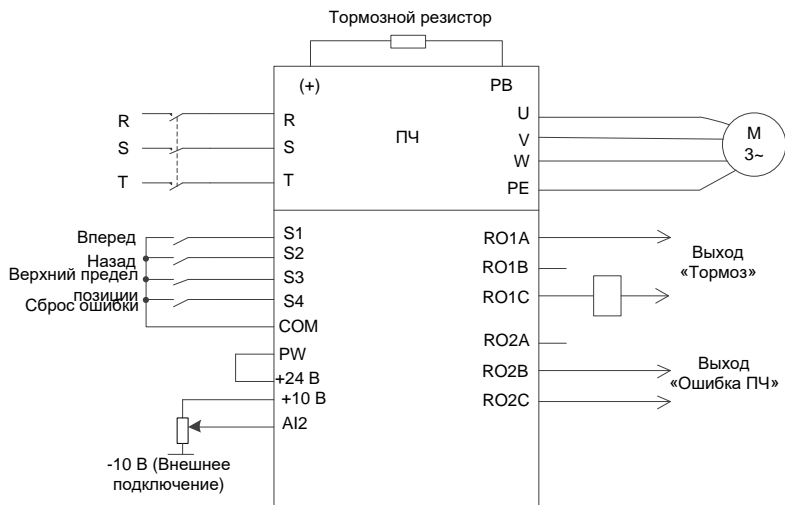 Тормозной резистор
(+)
PB
R
S
T
R
S
T
ПЧ
U
V
W
PE
M
3~
Вперед
Назад
Верхний предел
позиции
Сброс ошибки
S1
S2
S3
S4
COM
PW
+24 В
+10 В
AI2
-10 В (Внешнее
подключение)
RO1A
RO1B
RO1C
RO2A
RO2B
RO2C
Выход
«Тормоз»
Выход
«Ошибка ПЧ»